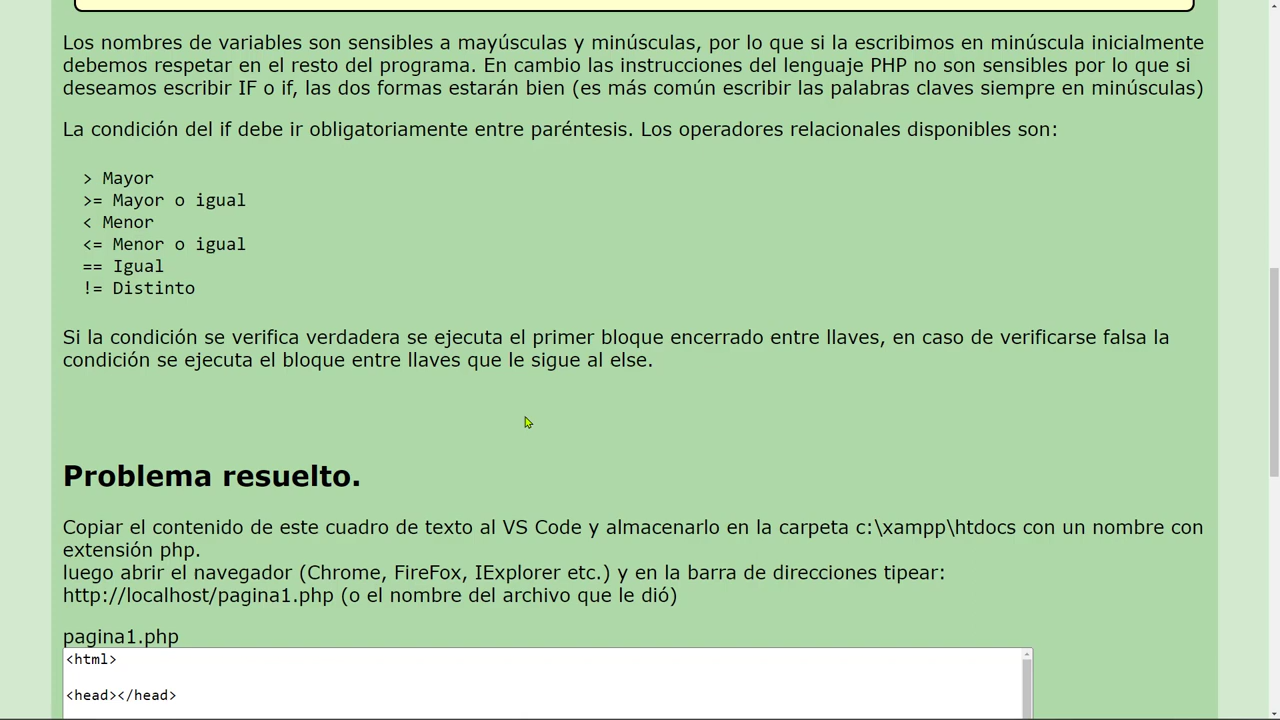 Los nombres de variables son sensibles a mayúsculas y minúsculas, por lo que si la escribimos en minúscula inicialmente
debemos respetar en el resto del programa. En cambio las instrucciones del lenguaje PHP no son sensibles por lo que si
deseamos escribir IF o if, las dos formas estarán bien (es más común escribir las palabras claves siempre en minúsculas)
La condición del if debe ir obligatoriamente entre paréntesis. Los operadores relacionales disponibles son:
> Mayor
>= Mayor o igual
< Menor
<= Menor o igual
== Igual
!= Distinto
Si la condición se verifica verdadera se ejecuta el primer bloque encerrado entre llaves, en caso de verificarse falsa la
condición se ejecuta el bloque entre llaves que le sigue al else.
Problema resuelto.
Copiar el contenido de este cuadro de texto al VS Code y almacenarlo en la carpeta c:\xampp\htdocs con un nombre con
extensión php.
luego abrir el navegador (Chrome, FireFox, IExplorer etc.) y en la barra de direcciones tipear:
http://localhost/pagina1.php (o el nombre del archivo que le dió)
pagina1.php
<html>
<head></head>